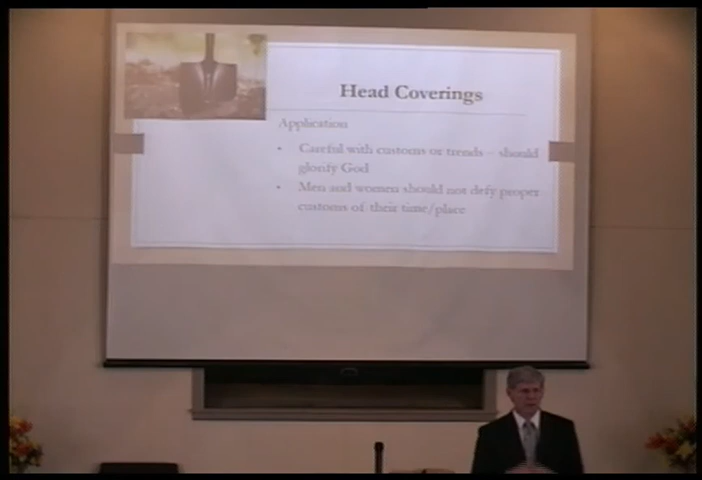 Head Coverings
Application
• Careful with customs or trends – should
glorify God
• Men and women should not defy proper
customs of their time/place